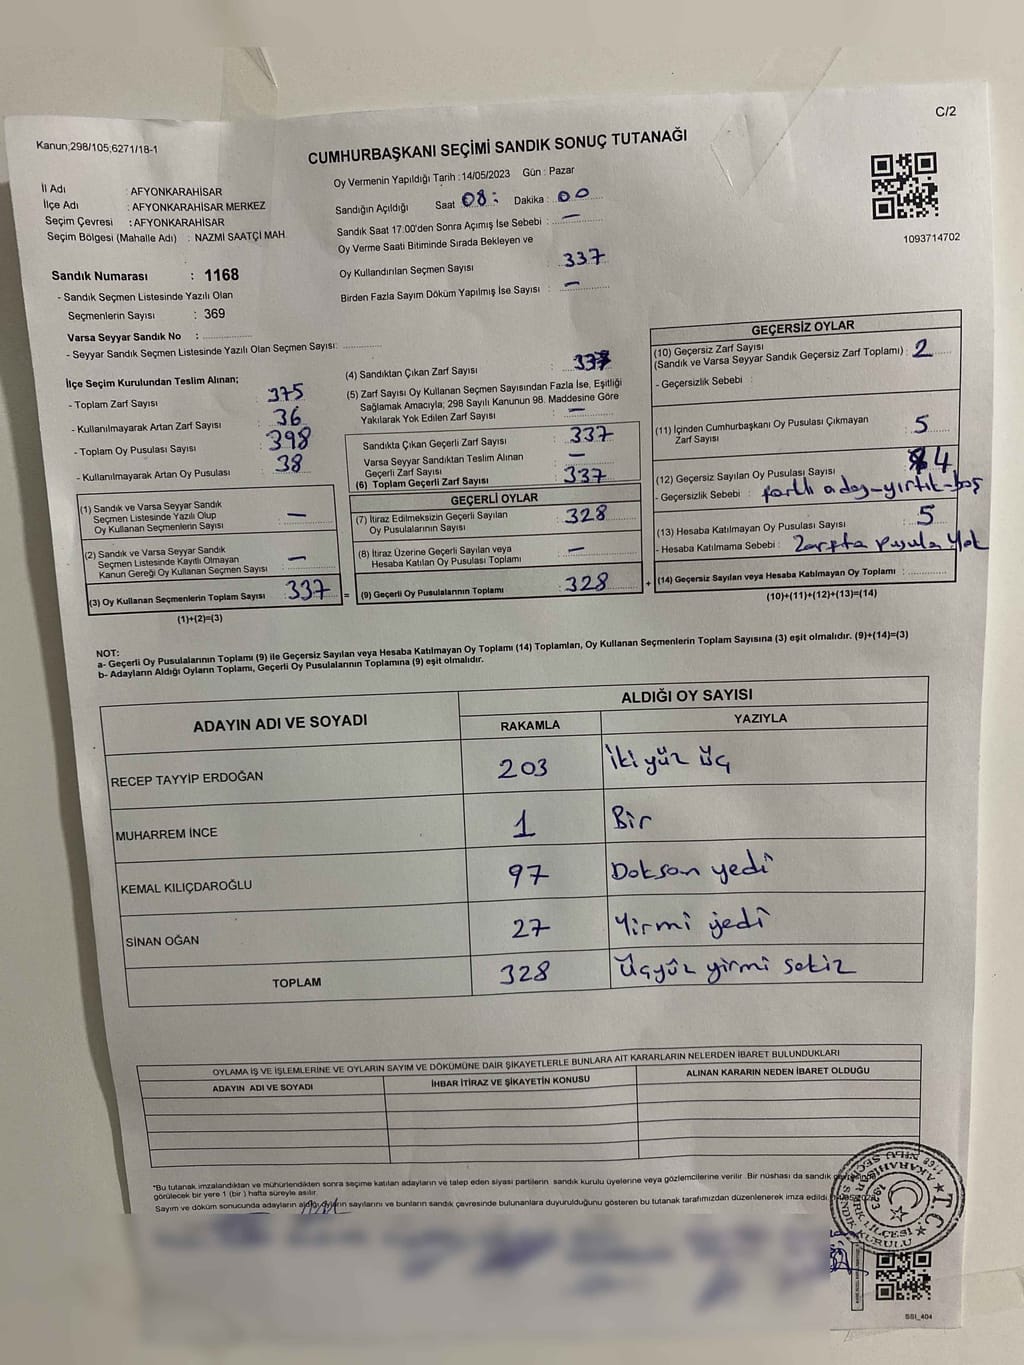 C/2
Kanun;298/105;6271/18-1
CUMHURBAŞKANI SEÇİMİ SANDIK SONUÇ TUTANAĞI
İl Adı : AFYONKARAHİSAR
İlçe Adı : AFYONKARAHİSAR MERKEZ
Seçim Çevresi : AFYONKARAHİSAR
Seçim Bölgesi (Mahalle Adı) : NAZMI SAATÇİ MAH.
Sandık Numarası : 1168
- Sandık Seçmen Listesinde Yazılı Olan
Seçmenlerin Sayısı : 369
Varsa Seyyar Sandık No :
- Seyyar Sandık Seçmen Listesinde Yazılı Olan Seçmen Sayısı:
Oy Vermenin Yapıldığı Tarih : 14/05/2023 Gün : Pazar
Sandığın Açıldığı Saat 08: Dakika : 00
Sandık Saat 17:00'den Sonra Açımış İse Sebebi : —
Oy Verme Saati Bitiminde Sırada Bekleyen ve
Oy Kullandırılan Seçmen Sayısı : 337
Birden Fazla Sayım Döküm Yapılmış İse Sayısı : —
1093714702
İlçe Seçim Kurulundan Teslim Alınan;
- Toplam Zarf Sayısı : 375
- Kullanılmayarak Artan Zarf Sayısı : 36
- Toplam Oy Pusulası Sayısı : 398
- Kullanılmayarak Artan Oy Pusulası : 38
(1) Sandık ve Varsa Seyyar Sandık
Seçmen Listesinde Yazılı Olup
Oy Kullanan Seçmenlerin Sayısı : —
(2) Sandık ve Varsa Seyyar Sandık
Seçmen Listesinde Kayıtlı Olmayan
Kanun Gereği Oy Kullanan Seçmen Sayısı : —
(3) Oy Kullanan Seçmenlerin Toplam Sayısı : 337 =
(1)+(2)=(3)
(4) Sandıktan Çıkan Zarf Sayısı : 337
(5) Zarf Sayısı Oy Kullanan Seçmen Sayısından Fazla İse, Eşitliği
Sağlamak Amacıyla; 298 Sayılı Kanunun 98. Maddesine Göre
Yakılarak Yok Edilen Zarf Sayısı : —
Sandıkta Çıkan Geçerli Zarf Sayısı : 337
Varsa Seyyar Sandıktan Teslim Alınan
Geçerli Zarf Sayısı : —
(6) Toplam Geçerli Zarf Sayısı : 337
GEÇERLİ OYLAR
(7) İtiraz Edilmeksizin Geçerli Sayılan
Oy Pusulalarının Sayısı : 328
(8) İtiraz Üzerine Geçerli Sayılan veya
Hesaba Katılan Oy Pusulası Toplamı : —
(9) Geçerli Oy Pusulalarının Toplamı : 328 +
GEÇERSİZ OYLAR
(10) Geçersiz Zarf Sayısı
(Sandık ve Varsa Seyyar Sandık Geçersiz Zarf Toplamı) : 2
- Geçersizlik Sebebi :
(11) İçinden Cumhurbaşkanı Oy Pusulası Çıkmayan
Zarf Sayısı : 5
(12) Geçersiz Sayılan Oy Pusulası Sayısı : 4
- Geçersizlik Sebebi : farklı aday-yırtık-boş
(13) Hesaba Katılmayan Oy Pusulası Sayısı : 5
- Hesaba Katılmama Sebebi : Zarfta pusula Yok
(14) Geçersiz Sayılan veya Hesaba Katılmayan Oy Toplamı :
(10)+(11)+(12)+(13)=(14)
NOT:
a- Geçerli Oy Pusulalarının Toplamı (9) ile Geçersiz Sayılan veya Hesaba Katılmayan Oy Toplamı (14) Toplamları, Oy Kullanan Seçmenlerin Toplam Sayısına (3) eşit olmalıdır. (9)+(14)=(3)
b- Adayların Aldığı Oyların Toplamı, Geçerli Oy Pusulalarının Toplamına (9) eşit olmalıdır.
ADAYIN ADI VE SOYADI
ALDIĞI OY SAYISI
RAKAMLA YAZIYLA
RECEP TAYYİP ERDOĞAN 203 İki yüz üç
MUHARREM İNCE 1 Bir
KEMAL KILIÇDAROĞLU 97 Doksan yedi
SİNAN OĞAN 27 Yirmi yedi
TOPLAM 328 Üçyüz yirmi sekiz
OYLAMA İŞ VE İŞLEMLERİNE VE OYLARIN SAYIM VE DÖKÜMÜNE DAİR ŞİKAYETLERLE BUNLARA AİT KARARLARIN NELERDEN İBARET BULUNDUKLARI
ADAYIN ADI VE SOYADI İHBAR İTİRAZ VE ŞİKAYETİN KONUSU ALINAN KARARIN NEDEN İBARET OLDUĞU
*Bu tutanak imzalandıktan ve mühürlendikten sonra seçime katılan adayların ve talep eden siyasi partilerin sandık kurulu üyelerine veya gözlemcilerine verilir. Bir nüshası da sandık
görülecek bir yere 1 (bir) hafta süreyle asılır.
Sayım ve döküm sonucunda adayların aldığı oyların sayılarını ve bunların sandık çevresinde bulunanlara duyurulduğunu gösteren bu tutanak tarafımızdan düzenlenerek imza edildi.
T.C.
SSI_404